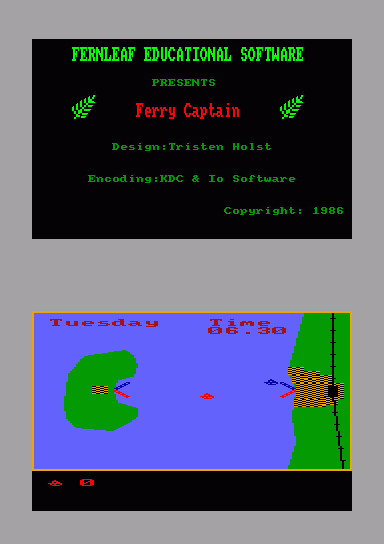 FERNLEAF EDUCATIONAL SOFTWARE
PRESENTS
Ferry Captain
Design:Tristen Holst
Encoding:KDC & Io Software
Copyright: 1986
Tuesday Time
06.30
0